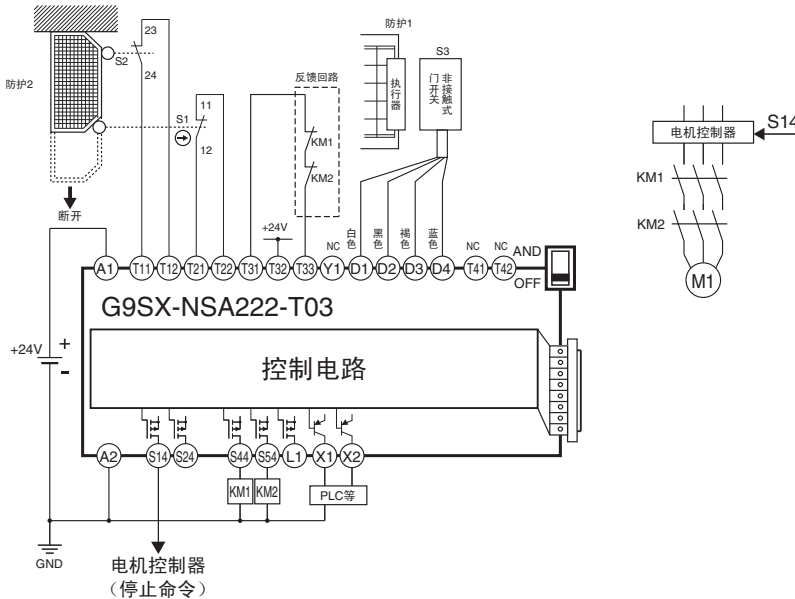 防护1
S3
防护2
23
S2
24
S1
11
12
反馈回路
KM1
KM2
执行器
非接触式
门开关
断开
+24V
白色
黑色
褐色
蓝色
NC
NC
NC
AND
OFF
A1
T11
T12
T21
T22
T31
T32
T33
Y1
D1
D2
D3
D4
T41
T42
G9SX-NSA222-T03
控制电路
+24V
+
-
A2
S14
S24
S44
S54
L1
X1
X2
KM1
KM2
PLC等
GND
电机控制器
（停止命令）
S14
电机控制器
KM1
KM2
M1